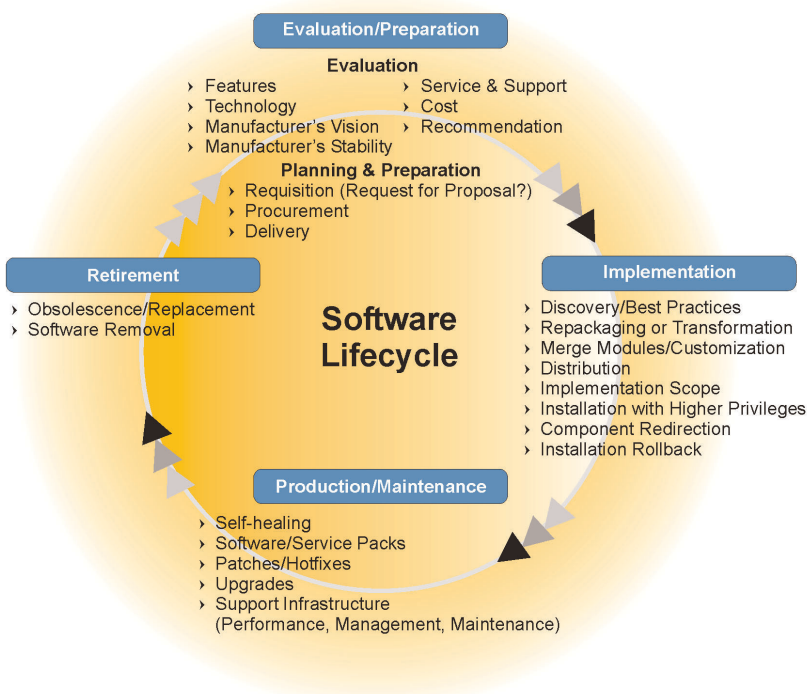 Evaluation/Preparation
Evaluation
› Features
› Technology
› Manufacturer’s Vision
› Manufacturer’s Stability
› Service & Support
› Cost
› Recommendation
Planning & Preparation
› Requisition (Request for Proposal?)
› Procurement
› Delivery
Implementation
› Discovery/Best Practices
› Repackaging or Transformation
› Merge Modules/Customization
› Distribution
› Implementation Scope
› Installation with Higher Privileges
› Component Redirection
› Installation Rollback
Retirement
› Obsolescence/Replacement
› Software Removal
Software
Lifecycle
Production/Maintenance
› Self-healing
› Software/Service Packs
› Patches/Hotfixes
› Upgrades
› Support Infrastructure
(Performance, Management, Maintenance)